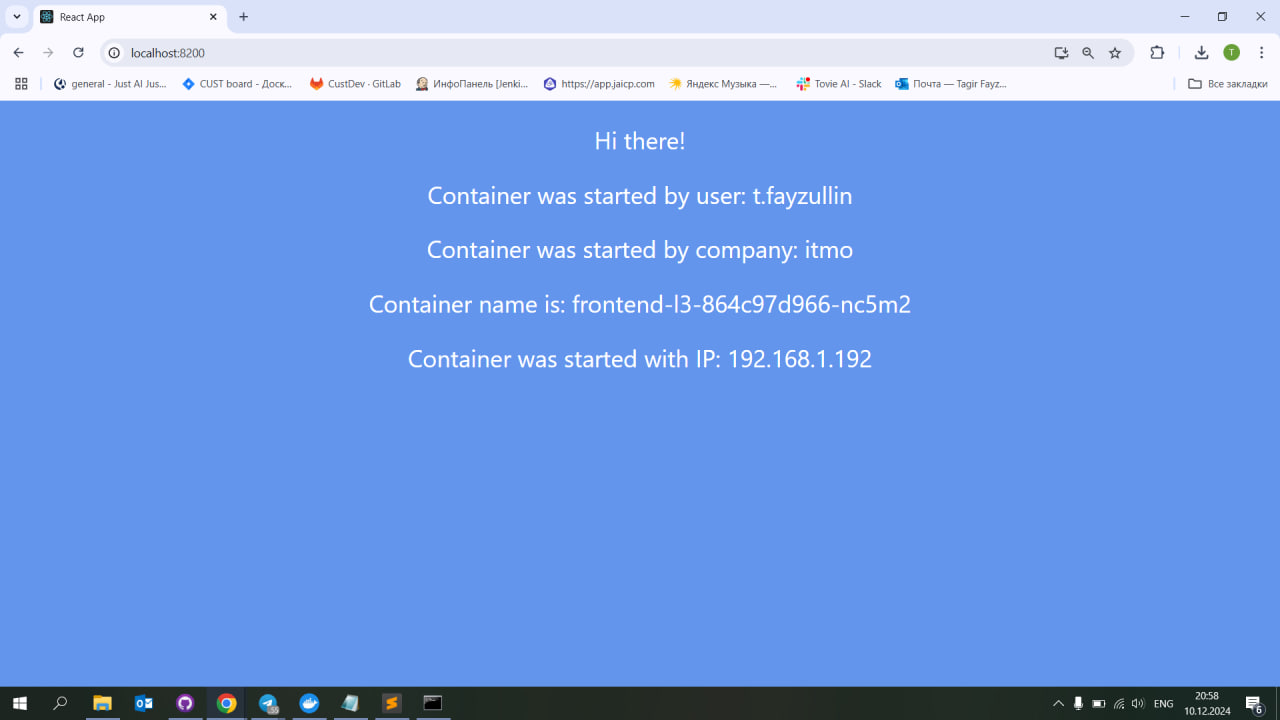 React App
localhost:8200
T
general - Just AI Jus...
CUST board - Доск...
CustDev · GitLab
ИнфоПанель [Jenki...
https://app.jaicp.com
Яндекс Музыка —...
Tovie AI - Slack
Почта — Tagir Fayz...
Все закладки
Hi there!
Container was started by user: t.fayzullin
Container was started by company: itmo
Container name is: frontend-l3-864c97d966-nc5m2
Container was started with IP: 192.168.1.192
55
ENG
20:58
10.12.2024
6